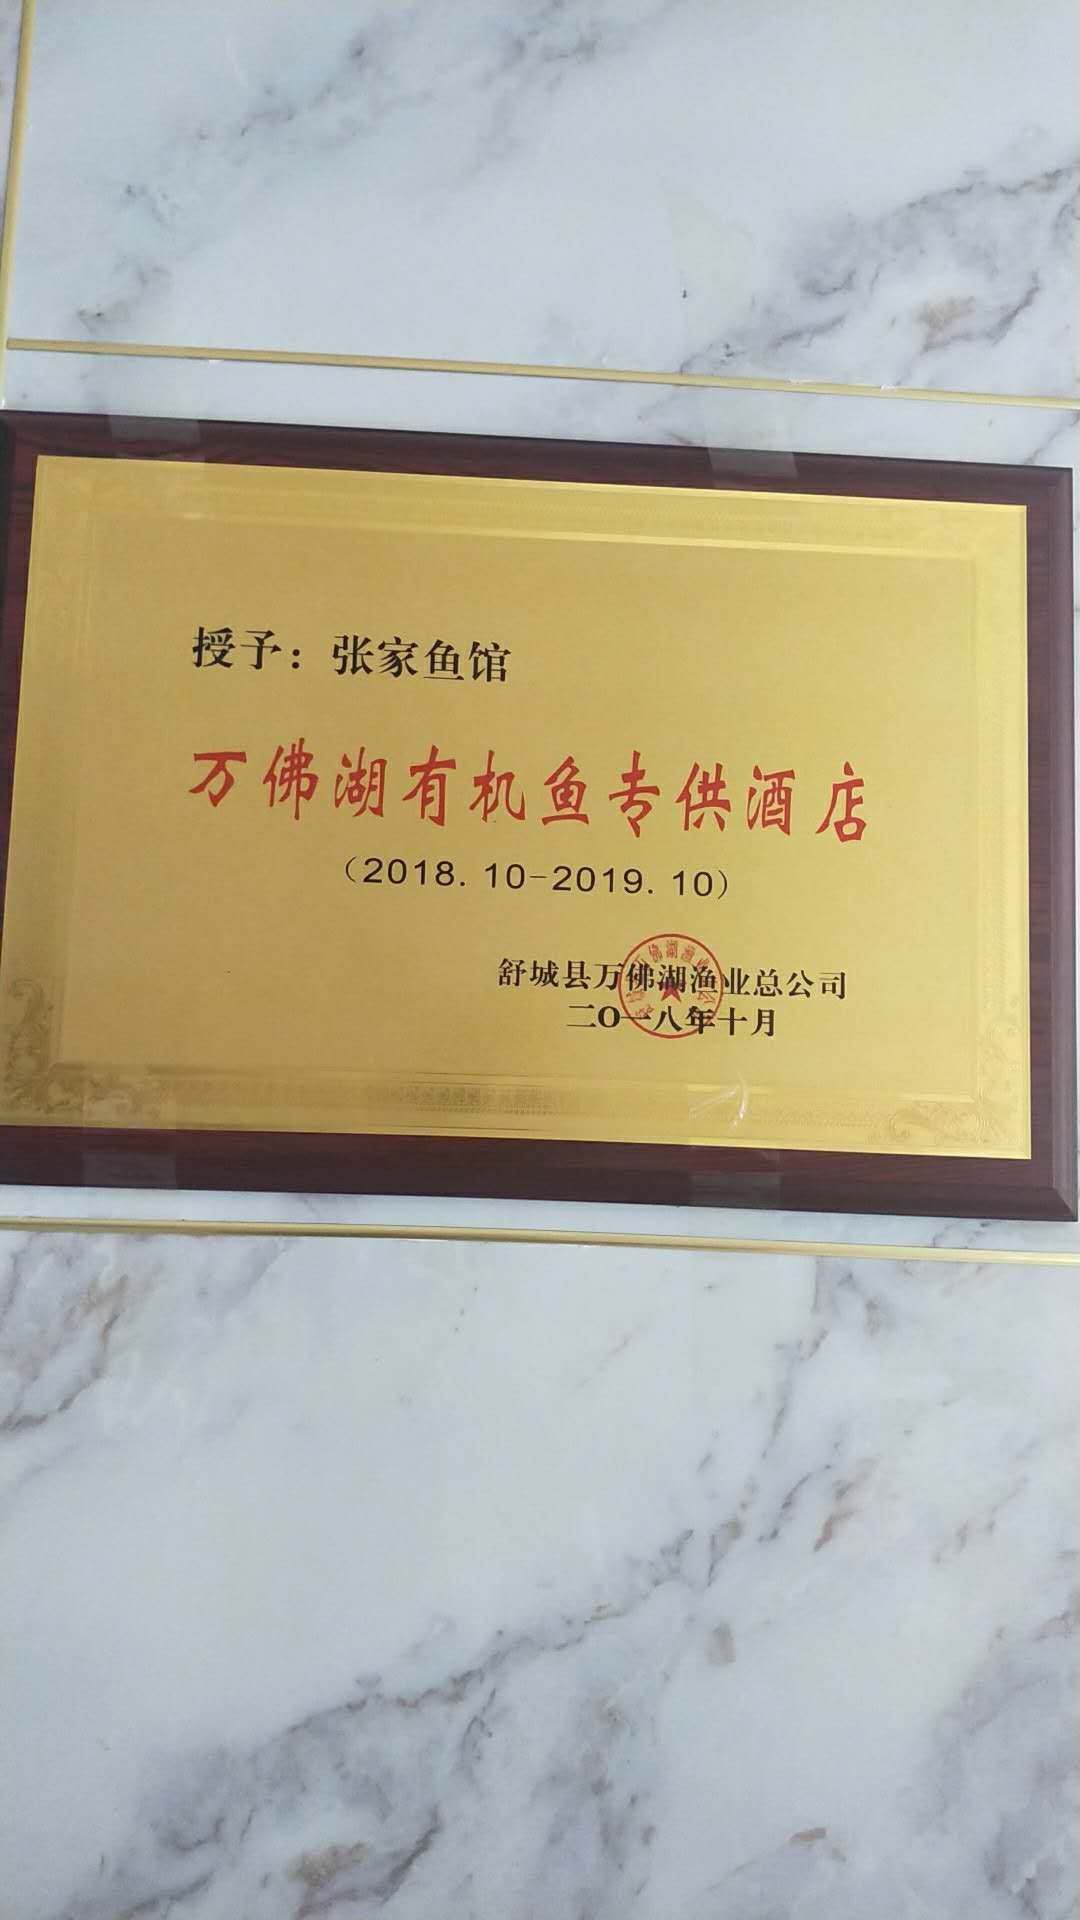 授予：张家鱼馆
万佛湖有机鱼专供酒店
（2018.10-2019.10）
舒城县万佛湖渔业总公司
二O一八年十月